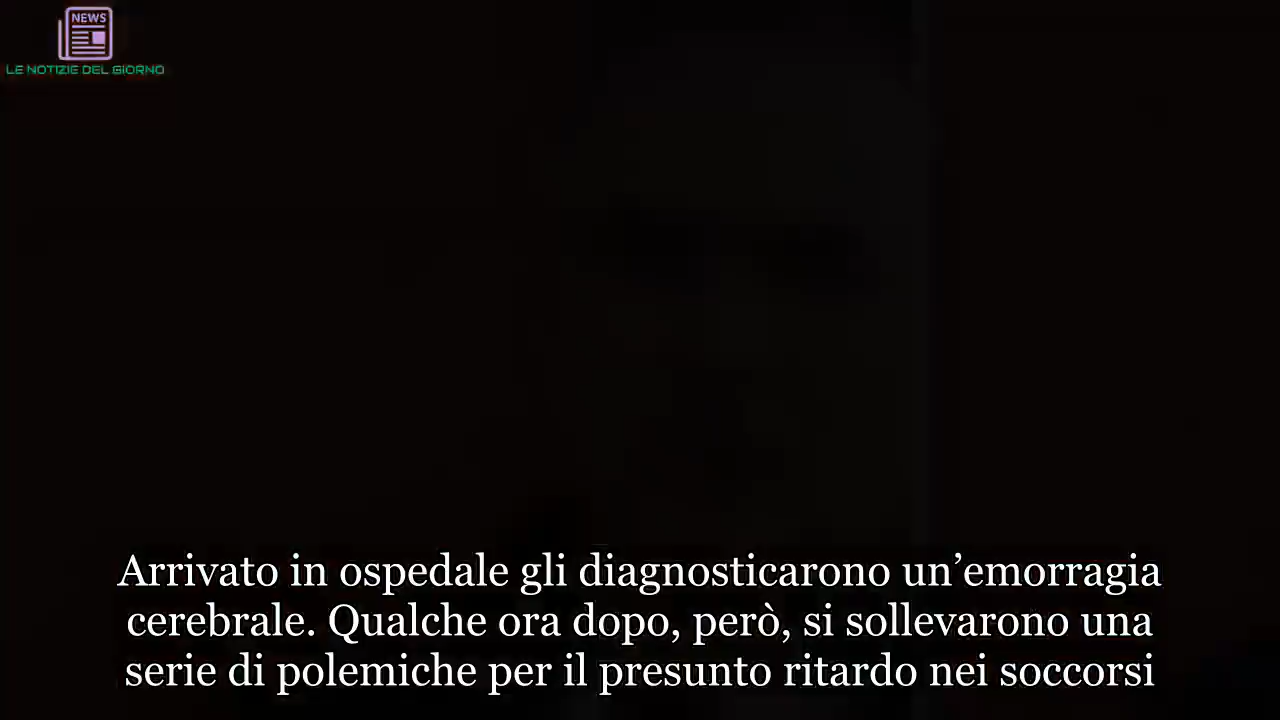 NEWS
LE NOTIZIE DEL GIORNO
Arrivato in ospedale gli diagnosticarono un’emorragia
cerebrale. Qualche ora dopo, però, si sollevarono una
serie di polemiche per il presunto ritardo nei soccorsi